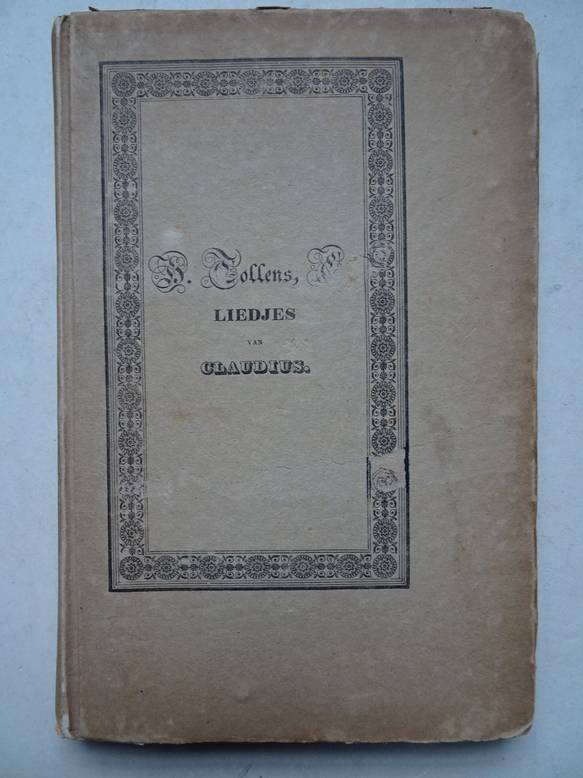 H. Tollens,
LIEDJES
VAN
CLAUDIUS.